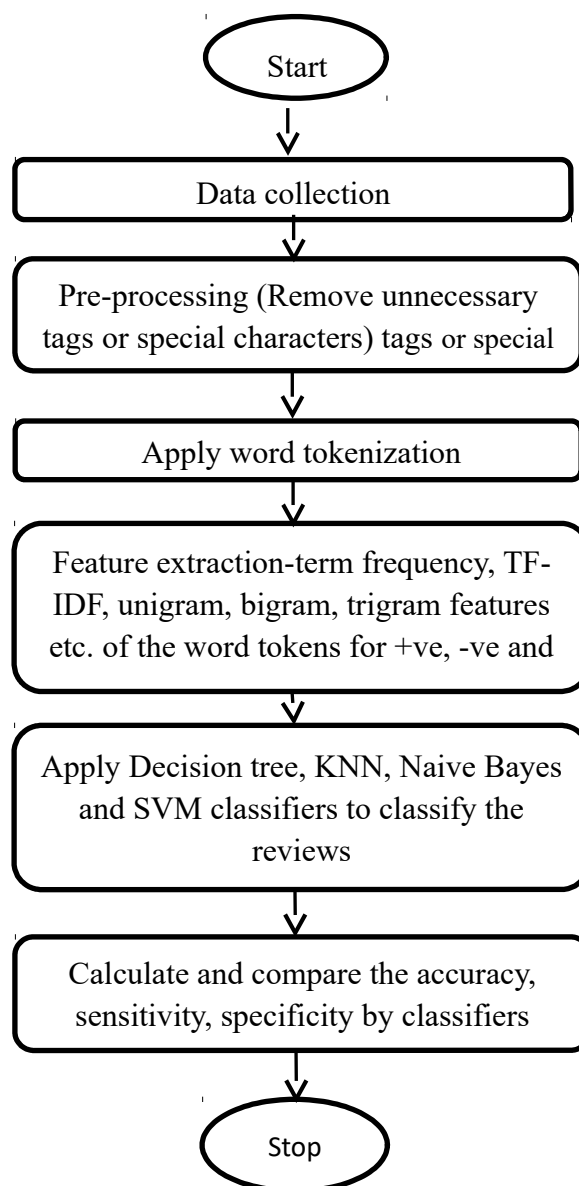 Start
Data collection
Pre-processing (Remove unnecessary
tags or special characters) tags or special
Apply word tokenization
Feature extraction-term frequency, TF-
IDF, unigram, bigram, trigram features
etc. of the word tokens for +ve, -ve and
Apply Decision tree, KNN, Naive Bayes
and SVM classifiers to classify the
reviews
Calculate and compare the accuracy,
sensitivity, specificity by classifiers
Stop